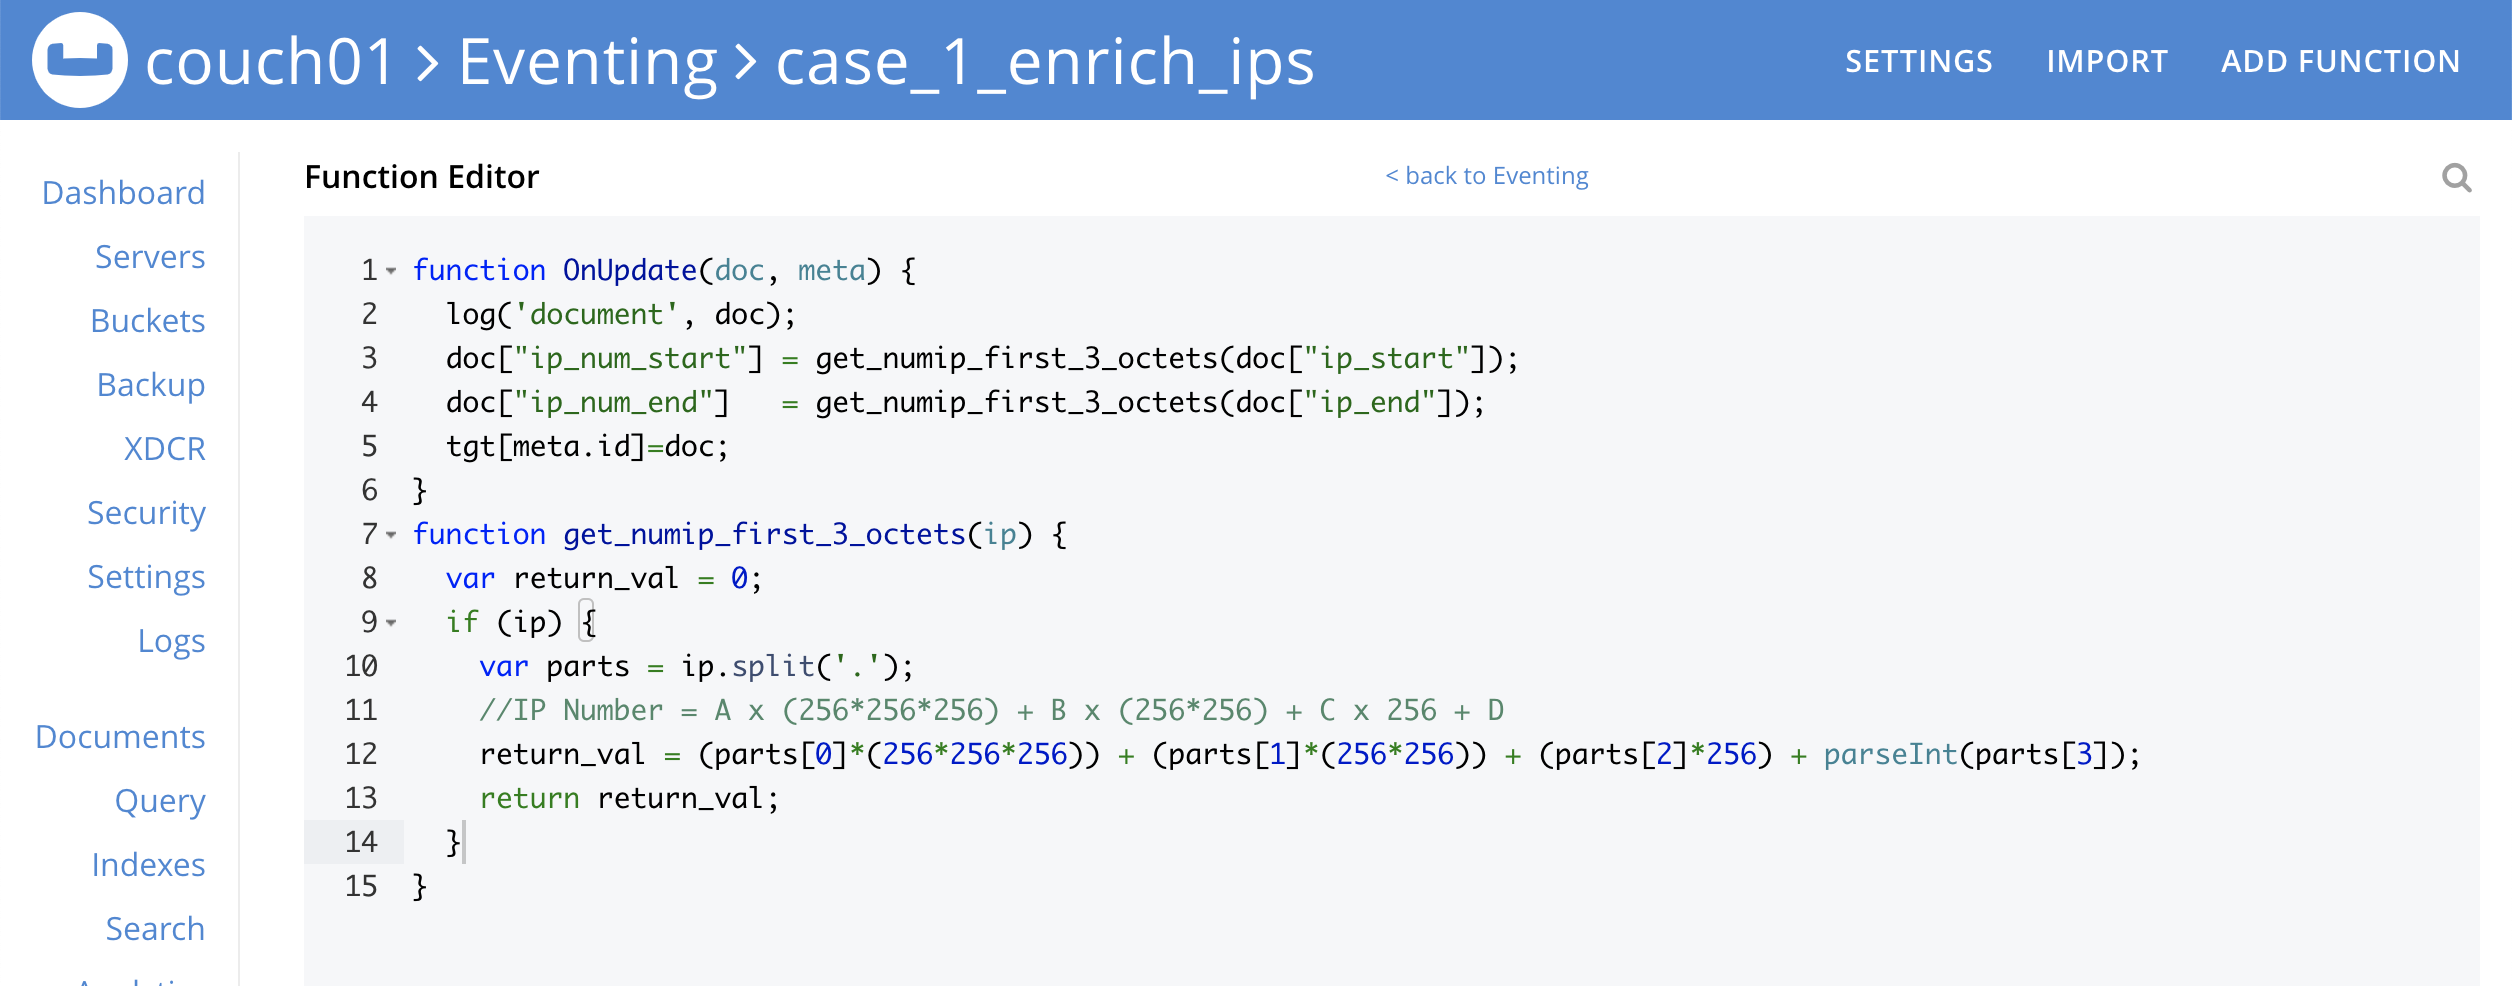 couch01 > Eventing > case_1_enrich_ips
SETTINGS IMPORT ADD FUNCTION
Dashboard
Servers
Buckets
Backup
XDCR
Security
Settings
Logs
Documents
Query
Indexes
Search
Function Editor
< back to Eventing
1 function OnUpdate(doc, meta) {
2   log('document', doc);
3   doc["ip_num_start"] = get_numip_first_3_octets(doc["ip_start"]);
4   doc["ip_num_end"]   = get_numip_first_3_octets(doc["ip_end"]);
5   tgt[meta.id]=doc;
6 }
7 function get_numip_first_3_octets(ip) {
8   var return_val = 0;
9   if (ip) {
10     var parts = ip.split('.');
11     //IP Number = A x (256*256*256) + B x (256*256) + C x 256 + D
12     return_val = (parts[0]*(256*256*256)) + (parts[1]*(256*256)) + (parts[2]*256) + parseInt(parts[3]);
13     return return_val;
14   }
15 }